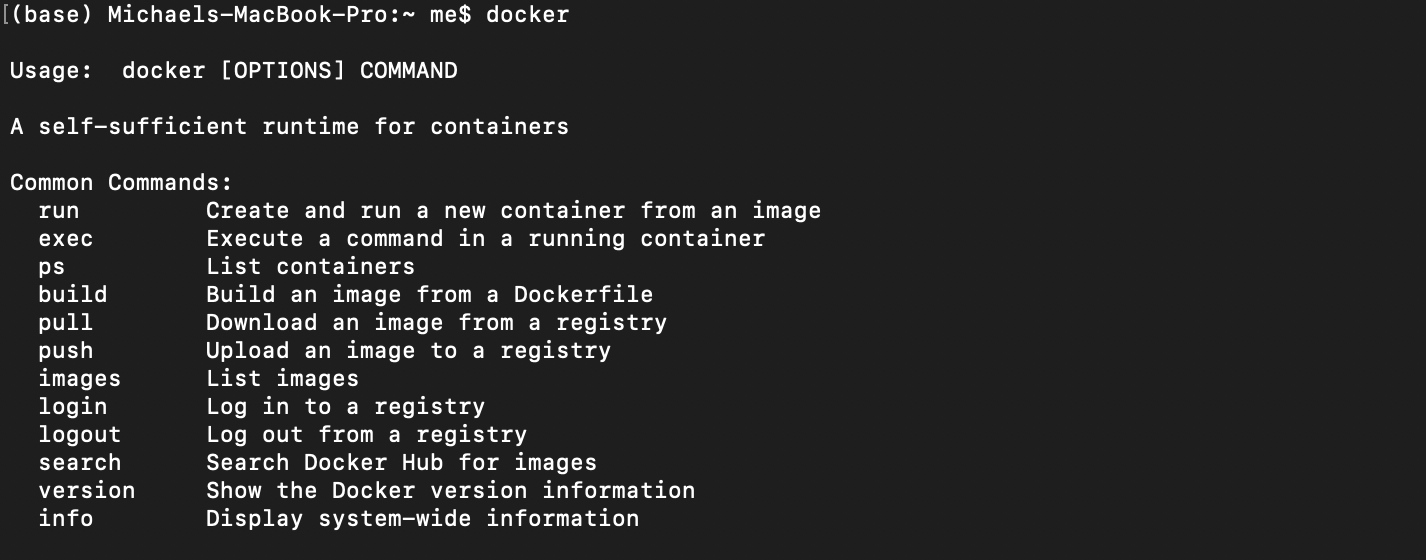 [(base) Michaels-MacBook-Pro:~ me$ docker
Usage:  docker [OPTIONS] COMMAND
A self-sufficient runtime for containers
Common Commands:
  run         Create and run a new container from an image
  exec        Execute a command in a running container
  ps          List containers
  build       Build an image from a Dockerfile
  pull        Download an image from a registry
  push        Upload an image to a registry
  images      List images
  login       Log in to a registry
  logout      Log out from a registry
  search      Search Docker Hub for images
  version     Show the Docker version information
  info        Display system-wide information